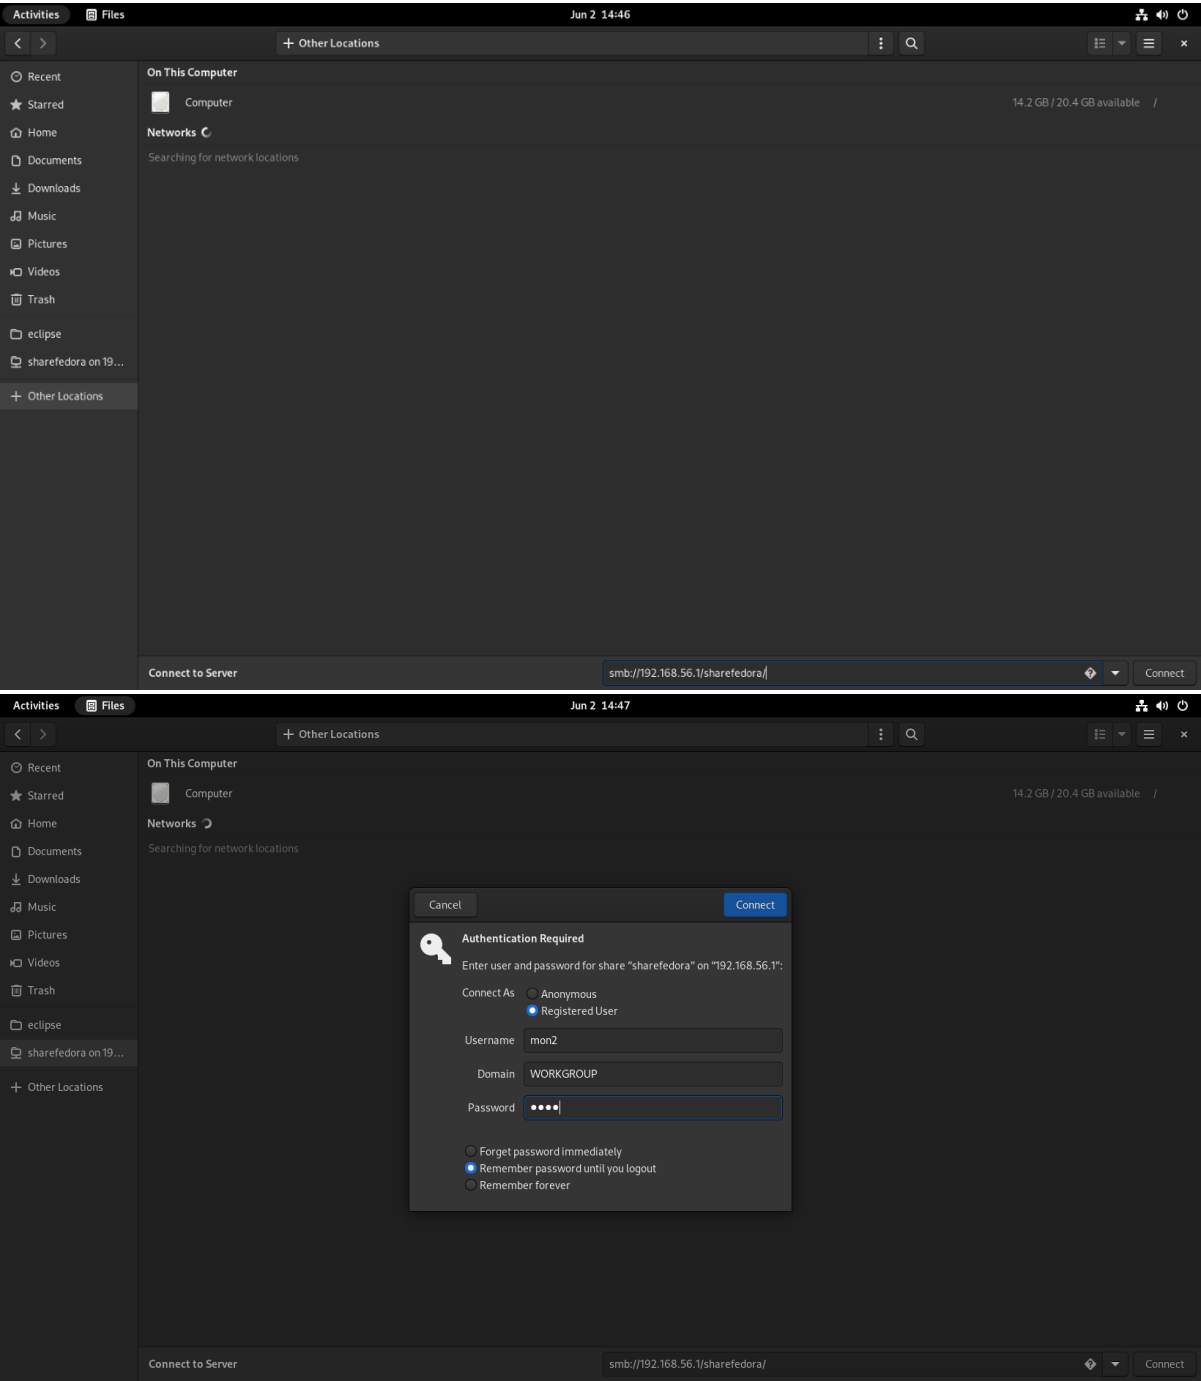 Activities Files Jun 2 14:46
Other Locations
Recent
Starred
Home
Documents
Downloads
Music
Pictures
Videos
Trash
eclipse
sharefedora on 19...
Other Locations
On This Computer
Computer 14.2 GB / 20.4 GB available /
Networks
Searching for network locations
Connect to Server smb://192.168.56.1/sharefedora/ Connect
Activities Files Jun 2 14:47
Other Locations
Recent
Starred
Home
Documents
Downloads
Music
Pictures
Videos
Trash
eclipse
sharefedora on 19...
Other Locations
On This Computer
Computer 14.2 GB / 20.4 GB available /
Networks
Searching for network locations
Cancel Connect
Authentication Required
Enter user and password for share “sharefedora” on “192.168.56.1”:
Connect As Anonymous
Registered User
Username mon2
Domain WORKGROUP
Password ●●●●
Forget password immediately
Remember password until you logout
Remember forever
Connect to Server smb://192.168.56.1/sharefedora/ Connect